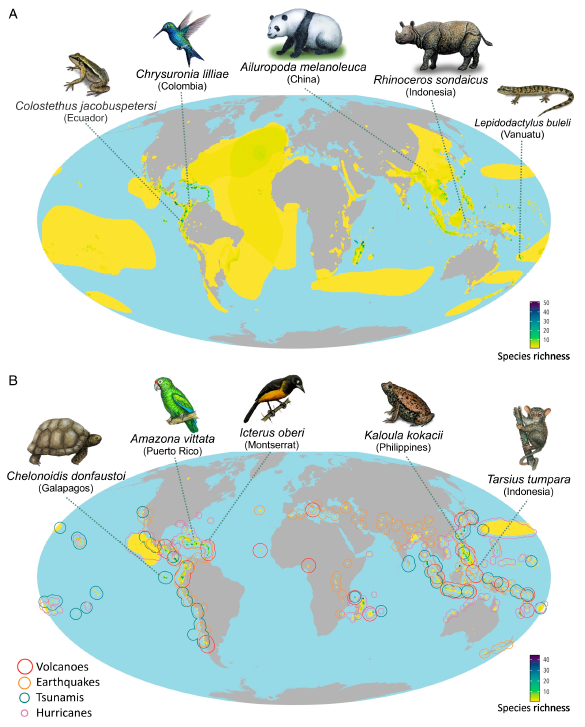 A
Colostethus jacobuspetersi
(Ecuador)
Chrysuronia lilliae
(Colombia)
Ailuropoda melanoleuca
(China)
Rhinoceros sondaicus
(Indonesia)
Lepidodactylus buleli
(Vanuatu)
50
40
30
20
10
0
Species richness
B
Chelonoidis donfaustoi
(Galapagos)
Amazona vittata
(Puerto Rico)
Icterus oberi
(Montserrat)
Kaloula kokacii
(Philippines)
Tarsius tumpara
(Indonesia)
Volcanoes
Earthquakes
Tsunamis
Hurricanes
40
30
20
10
0
Species richness